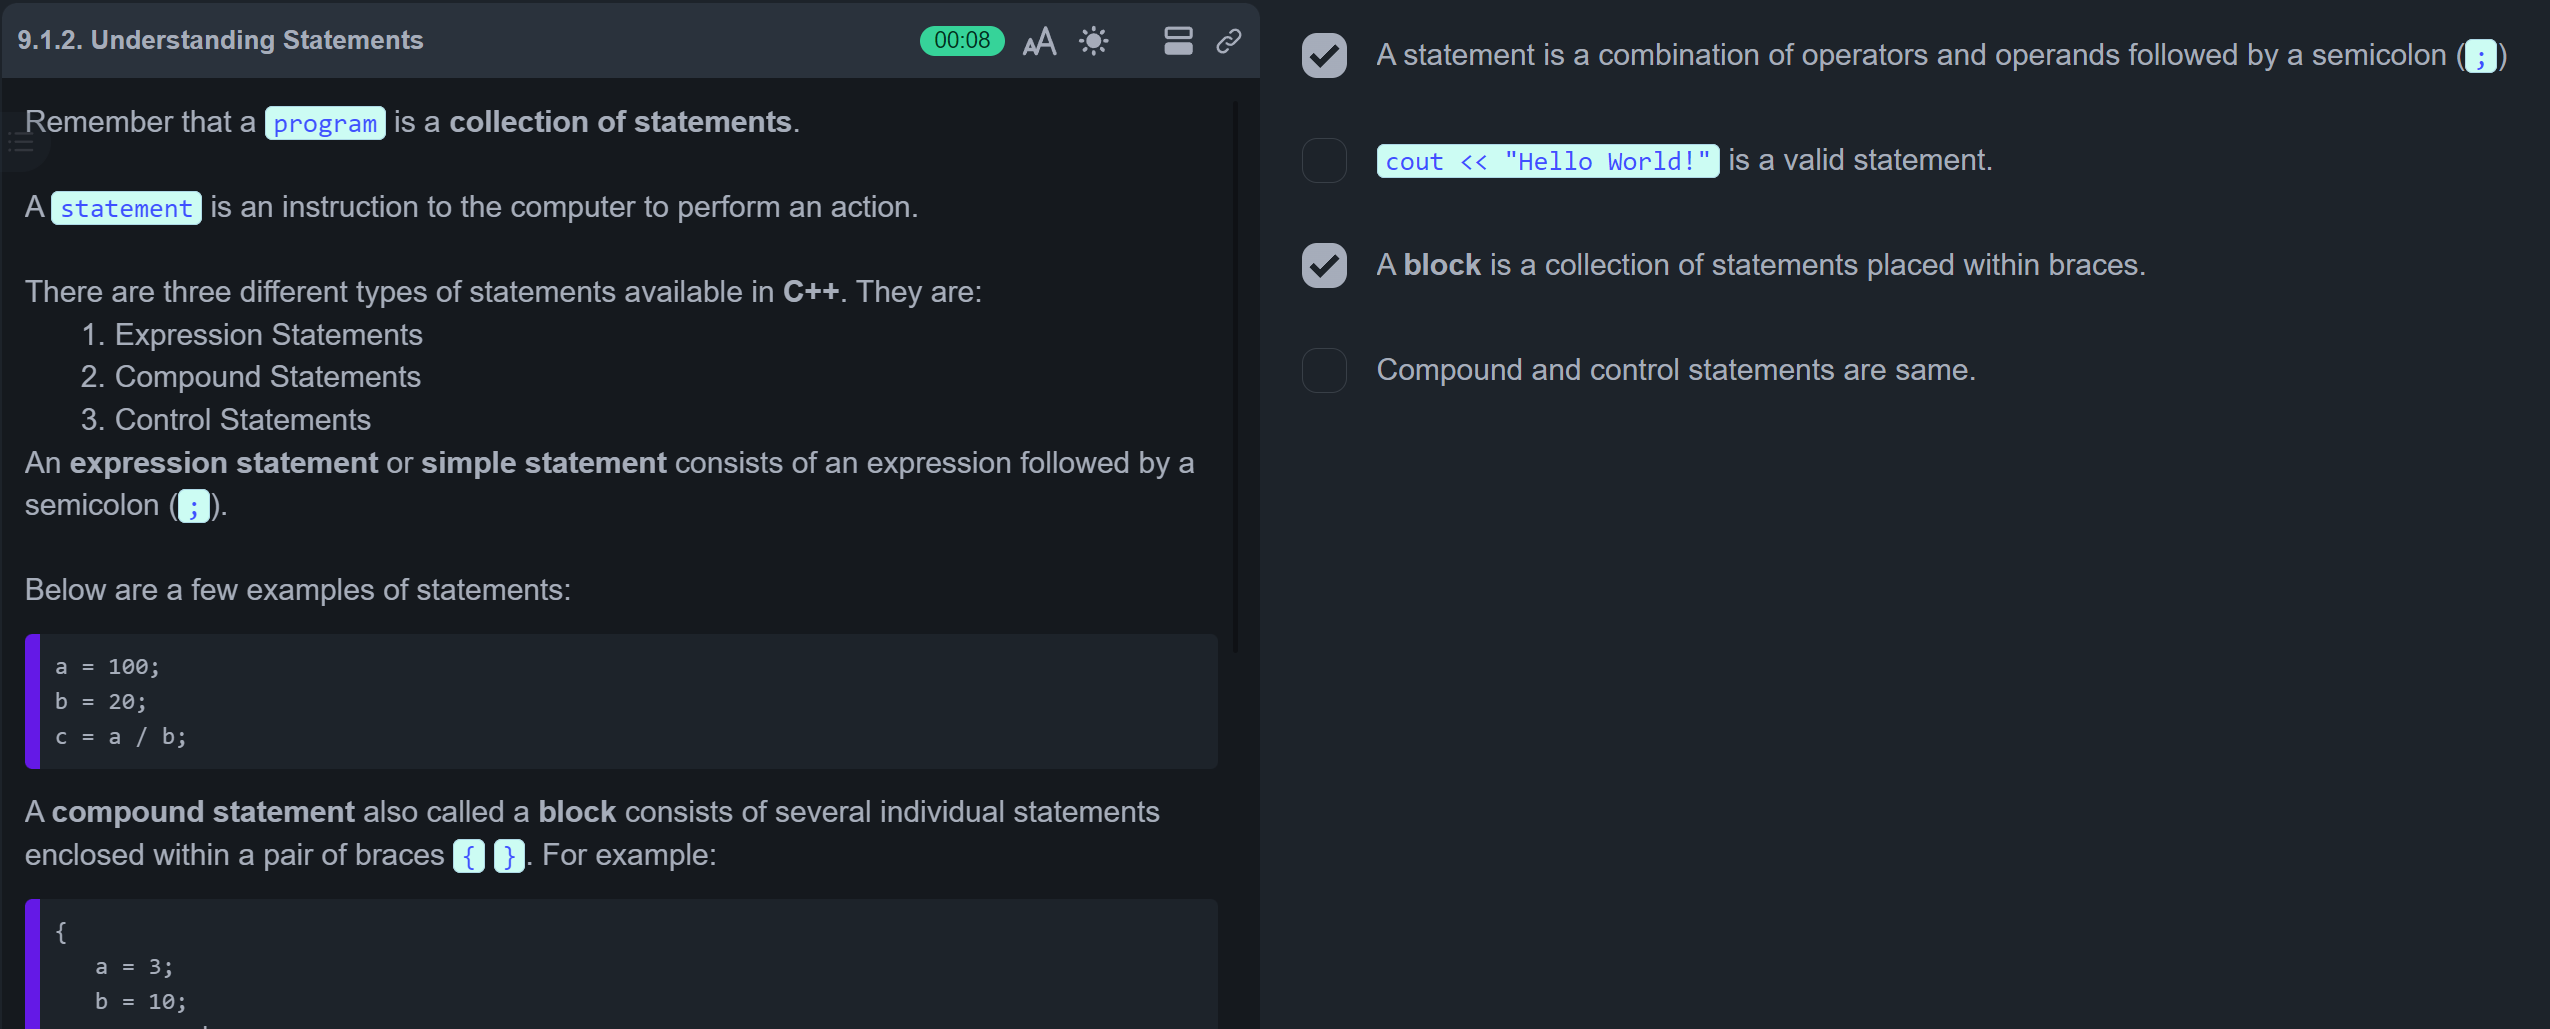 9.1.2. Understanding Statements
00:08
AA
Remember that a program is a collection of statements.
A statement is an instruction to the computer to perform an action.
There are three different types of statements available in C++. They are:
1. Expression Statements
2. Compound Statements
3. Control Statements
An expression statement or simple statement consists of an expression followed by a
semicolon (;).
Below are a few examples of statements:
a = 100;
b = 20;
c = a / b;
A compound statement also called a block consists of several individual statements
enclosed within a pair of braces { }. For example:
{
a = 3;
b = 10;
A statement is a combination of operators and operands followed by a semicolon (;)
cout << "Hello World!" is a valid statement.
A block is a collection of statements placed within braces.
Compound and control statements are same.